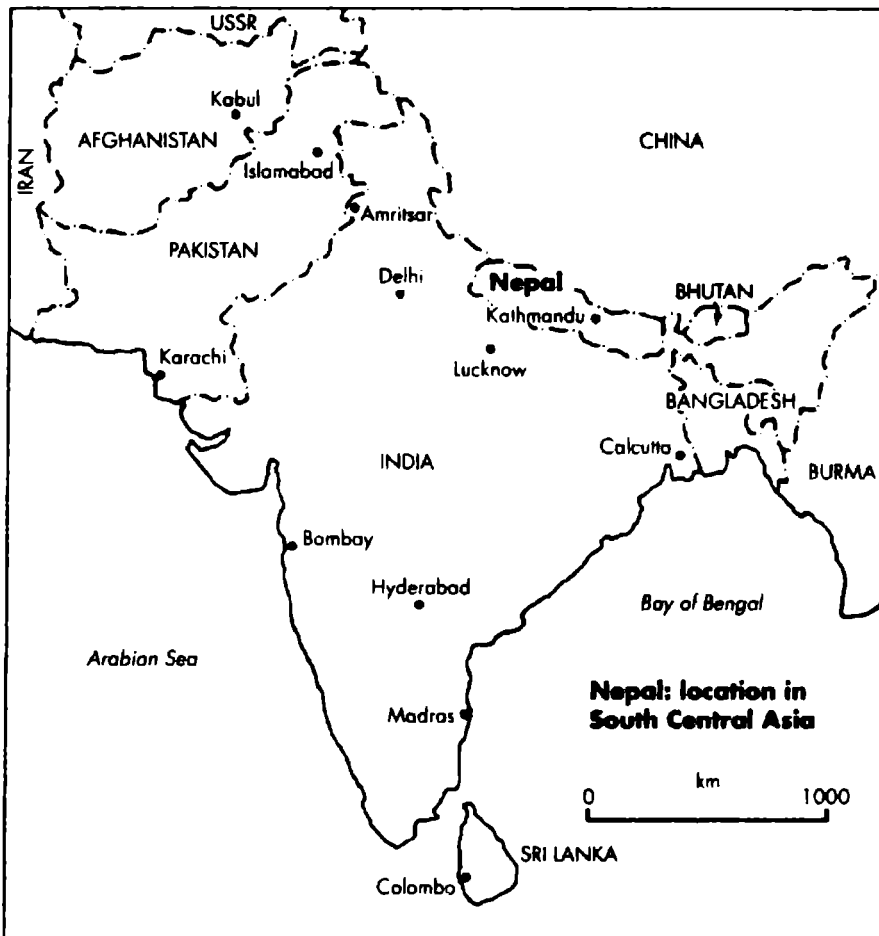 USSR
Kabul
AFGHANISTAN
CHINA
IRAN
Islamabad
Amritsar
PAKISTAN
Delhi
Nepal
BHUTAN
Kathmandu
Karachi
Lucknow
BANGLADESH
Calcutta
INDIA
BURMA
Bombay
Hyderabad
Bay of Bengal
Arabian Sea
Nepal: location in
South Central Asia
Madras
km
0 1000
SRI LANKA
Colombo